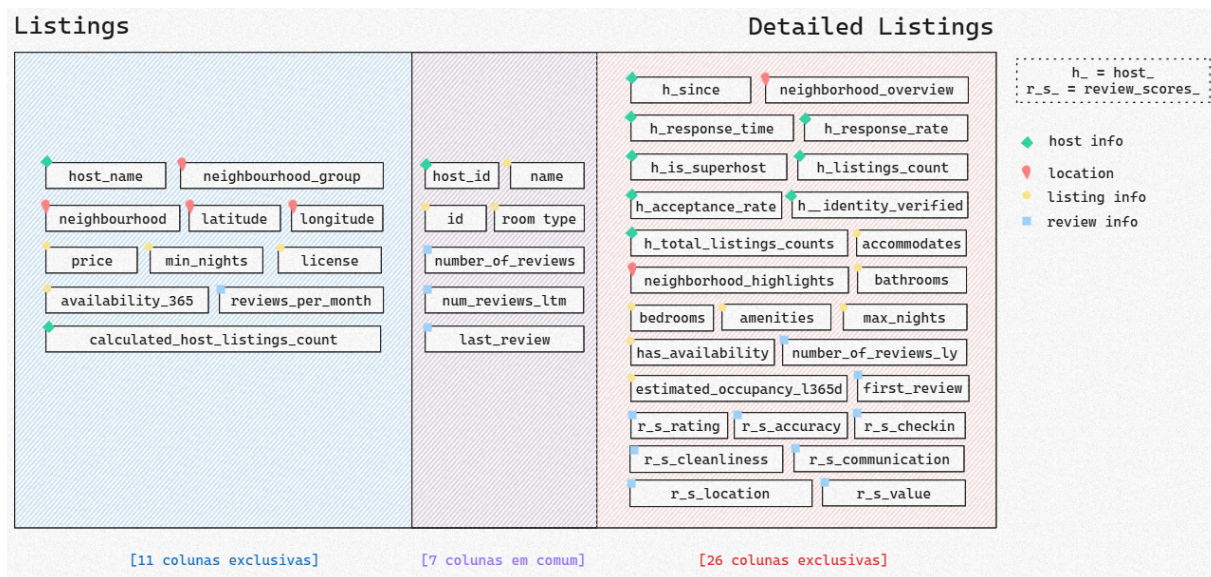 Listings
Detailed Listings
host_name neighbourhood_group
neighbourhood latitude longitude
price min_nights license
availability_365 reviews_per_month
calculated_host_listings_count
host_id name
id room type
number_of_reviews
num_reviews_ltm
last_review
h_since neighborhood_overview
h_response_time h_response_rate
h_is_superhost h_listings_count
h_acceptance_rate h__identity_verified
h_total_listings_counts accommodates
neighborhood_highlights bathrooms
bedrooms amenities max_nights
has_availability number_of_reviews_ly
estimated_occupancy_l365d first_review
r_s_rating r_s_accuracy r_s_checkin
r_s_cleanliness r_s_communication
r_s_location r_s_value
h_ = host_
r_s_ = review_scores_
host info
location
listing info
review info
[11 colunas exclusivas]
[7 colunas em comum]
[26 colunas exclusivas]